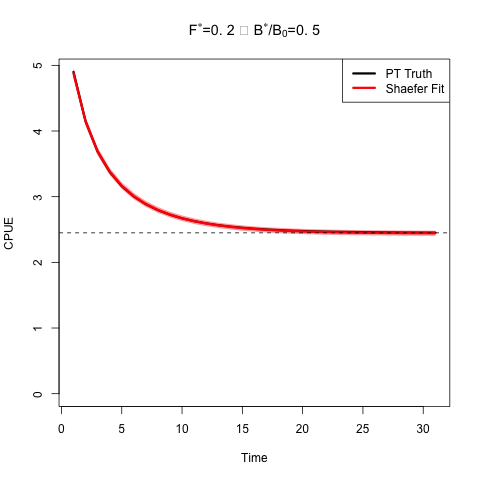 F*=0. 2 □ B*/B₀=0. 5
PT Truth
Shaefer Fit
CPUE
5
4
3
2
1
0
0 5 10 15 20 25 30
Time